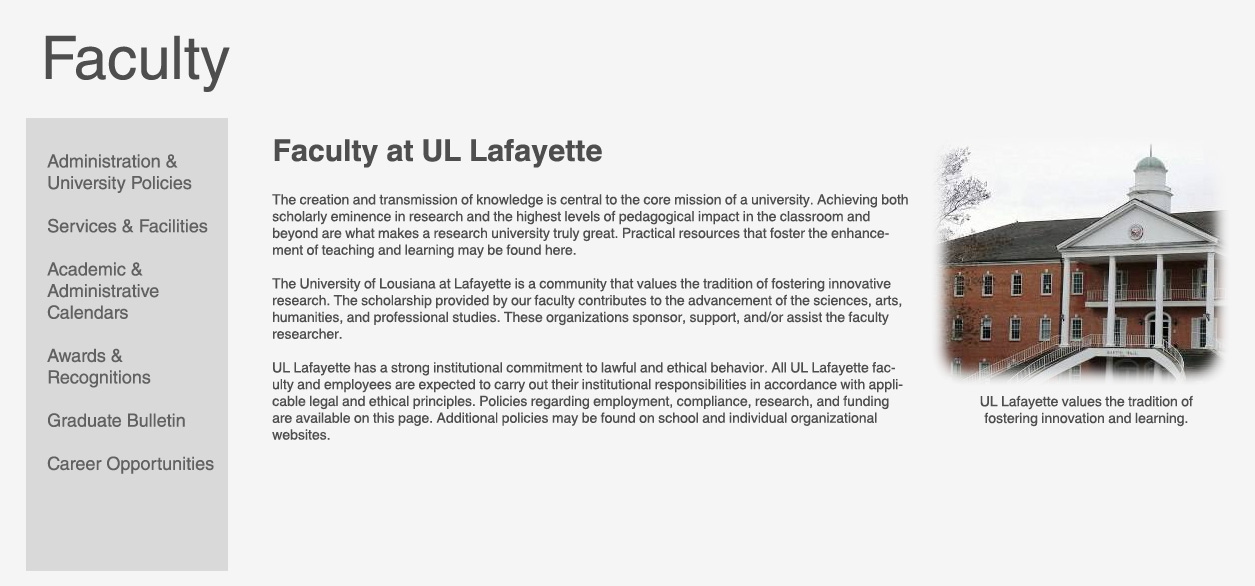 Faculty
Administration &
University Policies
Services & Facilities
Academic &
Administrative
Calendars
Awards &
Recognitions
Graduate Bulletin
Career Opportunities
Faculty at UL Lafayette
The creation and transmission of knowledge is central to the core mission of a university. Achieving both
scholarly eminence in research and the highest levels of pedagogical impact in the classroom and
beyond are what makes a research university truly great. Practical resources that foster the enhance-
ment of teaching and learning may be found here.
The University of Lousiana at Lafayette is a community that values the tradition of fostering innovative
research. The scholarship provided by our faculty contributes to the advancement of the sciences, arts,
humanities, and professional studies. These organizations sponsor, support, and/or assist the faculty
researcher.
UL Lafayette has a strong institutional commitment to lawful and ethical behavior. All UL Lafayette fac-
ulty and employees are expected to carry out their institutional responsibilities in accordance with appli-
cable legal and ethical principles. Policies regarding employment, compliance, research, and funding
are available on this page. Additional policies may be found on school and individual organizational
websites.
UL Lafayette values the tradition of
fostering innovation and learning.